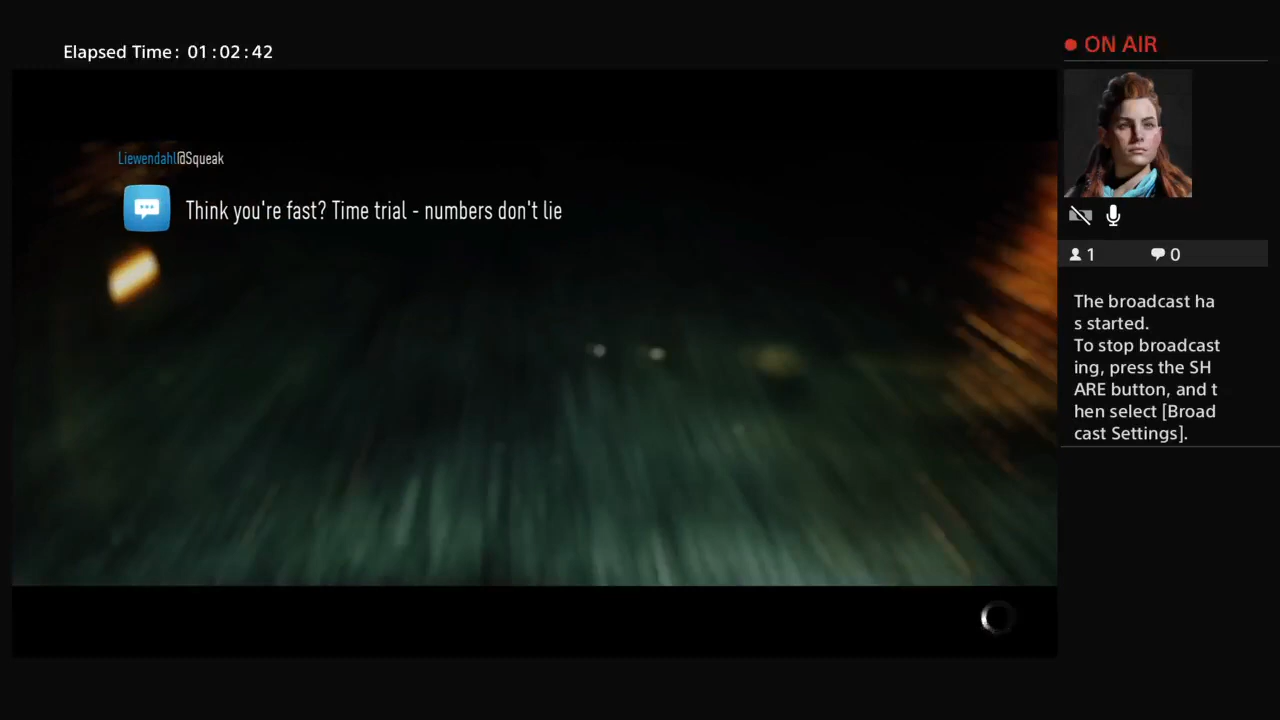 Elapsed Time: 01:02:42
ON AIR
Liewendahl@Squeak
Think you're fast? Time trial - numbers don't lie
1 0
The broadcast ha
s started.
To stop broadcast
ing, press the SH
ARE button, and t
hen select [Broad
cast Settings].